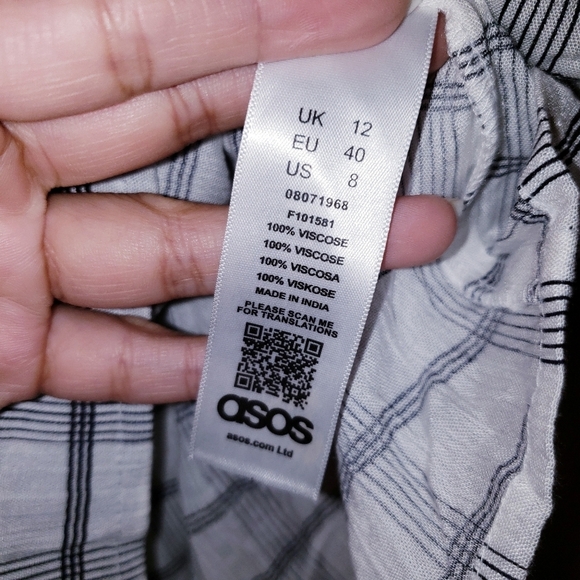 UK 12
EU 40
US 8
08071968
F101581
100% VISCOSE
100% VISCOSE
100% VISCOSA
100% VISKOSE
MADE IN INDIA
PLEASE SCAN ME
FOR TRANSLATIONS
asos
asos.com Ltd